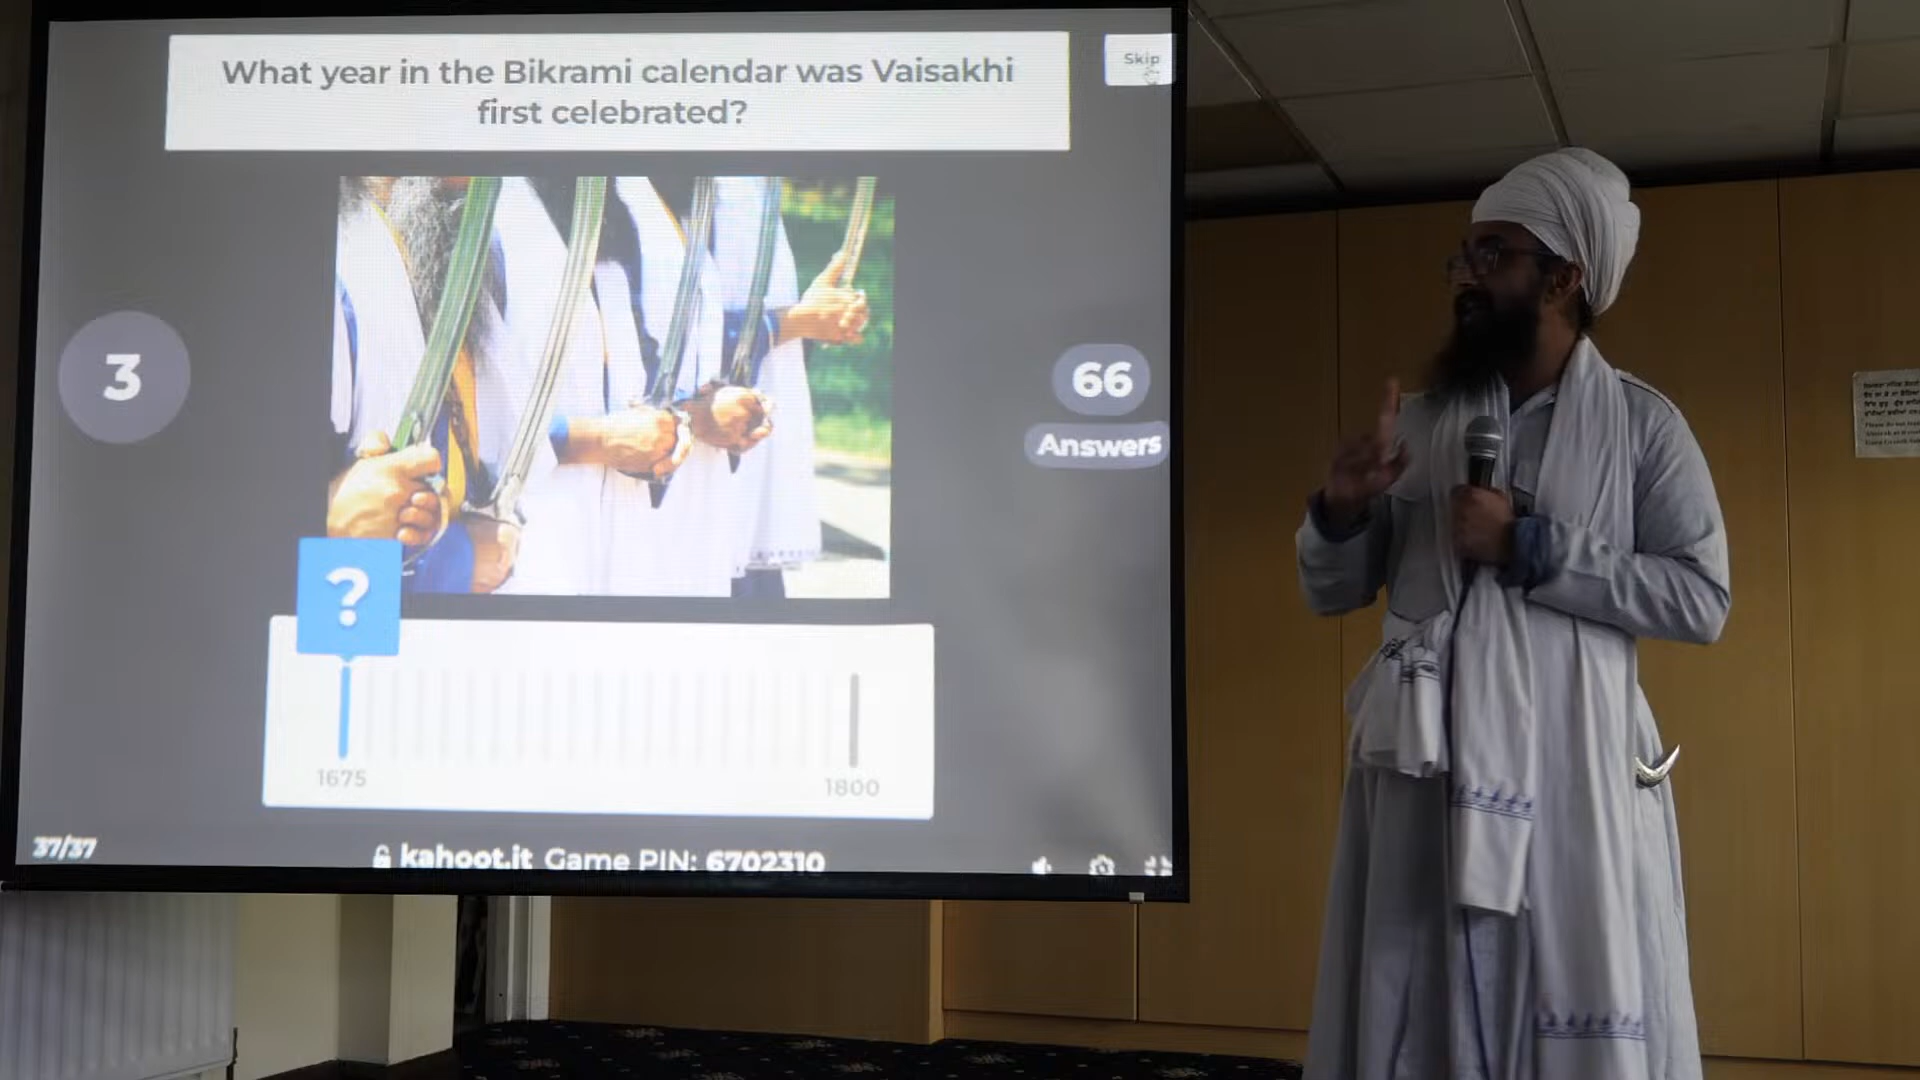 What year in the Bikrami calendar was Vaisakhi
first celebrated?
Skip
3
66
Answers
?
1675
1800
37/37
kahoot.it Game PIN: 6702310